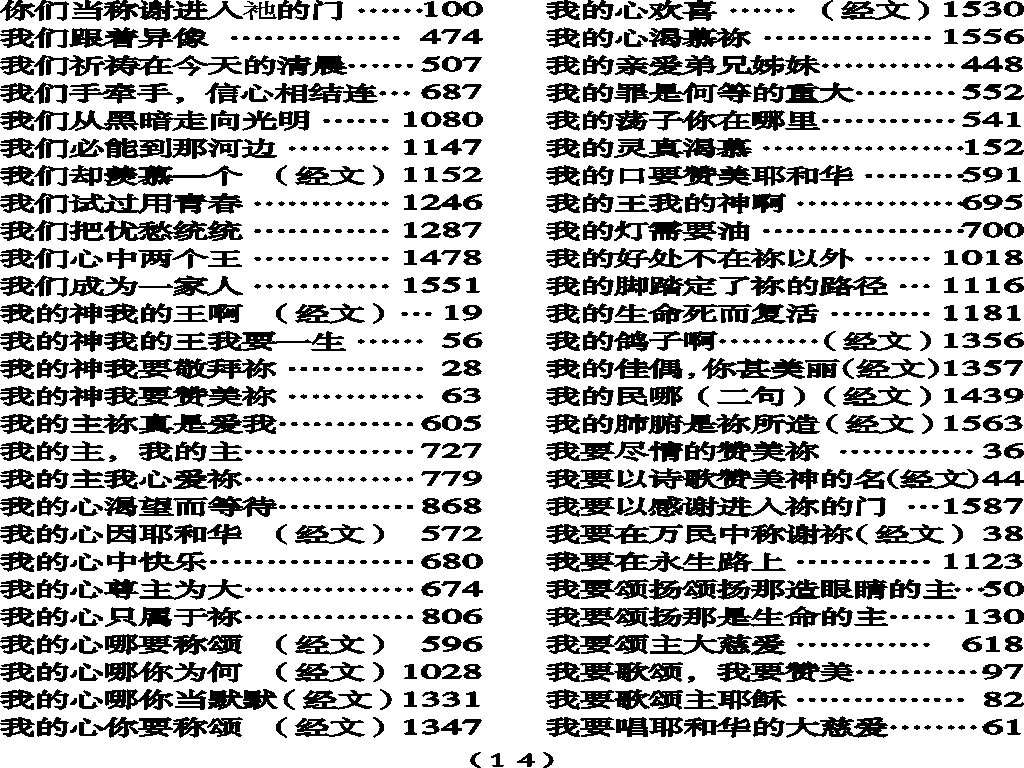 你们当称谢进入祂的门 ……100
我们跟着异像 …………… 474
我们祈祷在今天的清晨……507
我们手牵手，信心相结连… 687
我们从黑暗走向光明 …… 1080
我们必能到那河边 ……… 1147
我们却羡慕一个 （经文）1152
我们试过用青春 ………… 1246
我们把忧愁统统 ………… 1287
我们心中两个王 ………… 1478
我们成为一家人 ………… 1551
我的神我的王啊 （经文）… 19
我的神我的王我要一生 …… 56
我的神我要敬拜祢 ………… 28
我的神我要赞美祢 ………… 63
我的主祢真是爱我…………605
我的主，我的主……………727
我的主我心爱祢……………779
我的心渴望而等待…………868
我的心因耶和华 （经文） 572
我的心中快乐………………680
我的心尊主为大……………674
我的心只属于祢……………806
我的心哪要称颂 （经文） 596
我的心哪你为何 （经文）1028
我的心哪你当默默（经文）1331
我的心你要称颂 （经文）1347
我的心欢喜 …… （经文）1530
我的心渴慕祢 …………… 1556
我的亲爱弟兄姊妹…………448
我的罪是何等的重大………552
我的荡子你在哪里…………541
我的灵真渴慕 ………………152
我的口要赞美耶和华 ………591
我的王我的神啊 ……………695
我的灯需要油 ………………700
我的好处不在祢以外 …… 1018
我的脚踏定了祢的路径 … 1116
我的生命死而复活 ……… 1181
我的鸽子啊………（经文）1356
我的佳偶,你甚美丽(经文)1357
我的民哪（二句）（经文）1439
我的肺腑是祢所造（经文）1563
我要尽情的赞美祢 ………… 36
我要以诗歌赞美神的名(经文)44
我要以感谢进入祢的门 …1587
我要在万民中称谢祢（经文）38
我要在永生路上 ………… 1123
我要颂扬颂扬那造眼睛的主…50
我要颂扬那是生命的主……130
我要颂主大慈爱 ………… 618
我要歌颂，我要赞美…………97
我要歌颂主耶稣 …………… 82
我要唱耶和华的大慈爱………61
（１４）